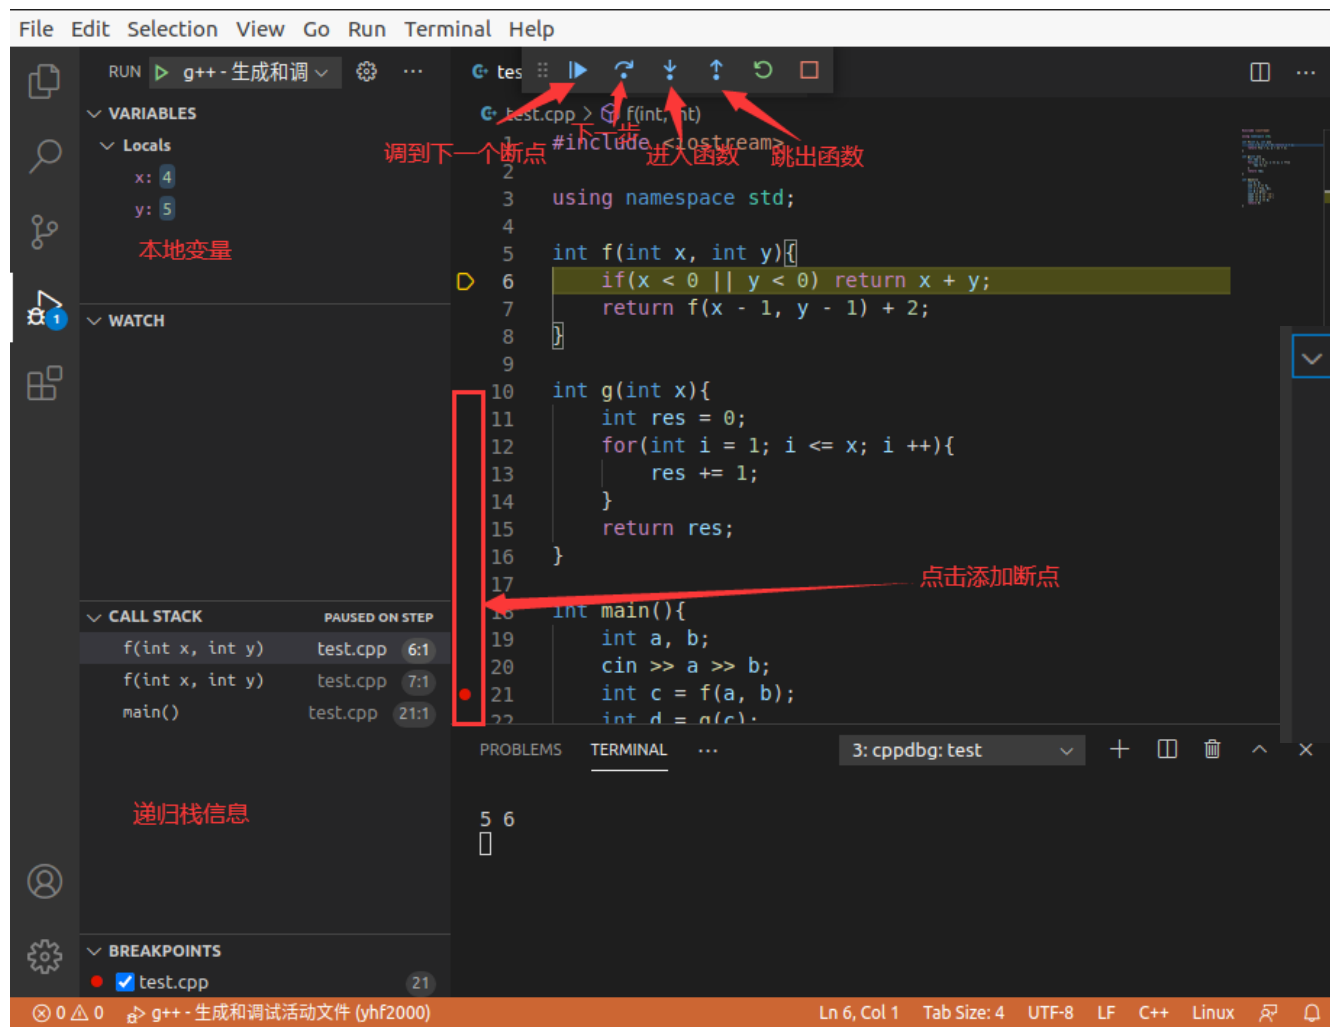 File Edit Selection View Go Run Terminal Help
RUN g++ - 生成和调 ···
tes
VARIABLES
Locals
x: 4
y: 5
本地变量
WATCH
CALL STACK PAUSED ON STEP
f(int x, int y) test.cpp 6:1
f(int x, int y) test.cpp 7:1
main() test.cpp 21:1
递归栈信息
BREAKPOINTS
test.cpp 21
test.cpp > f(int, int)
调到下一个断点
下一步
进入函数
跳出函数
1 #include <iostream>
2
3 using namespace std;
4
5 int f(int x, int y){
6 if(x < 0 || y < 0) return x + y;
7 return f(x - 1, y - 1) + 2;
8 }
9
10 int g(int x){
11 int res = 0;
12 for(int i = 1; i <= x; i ++){
13 res += 1;
14 }
15 return res;
16 }
17
点击添加断点
18 int main(){
19 int a, b;
20 cin >> a >> b;
21 int c = f(a, b);
22 int d = g(c);
PROBLEMS TERMINAL ··· 3: cppdbg: test
5 6
0 0 g++ - 生成和调试活动文件 (yhf2000) Ln 6, Col 1 Tab Size: 4 UTF-8 LF C++ Linux
1